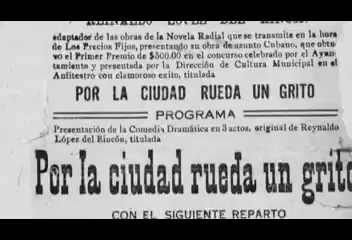 REINALDO LOPEZ DEL RINCON,
adaptador de las obras de la Novela Radial que se transmite en la hora
de Los Precios Fijos, presentando su obra de asunto Cubano, que obtu-
vo el Primer Premio de $500.00 en el concurso celebrado por el Ayun-
tamiento y presentada por la Dirección de Cultura Municipal en el
Anfiteatro con clamoroso exito, titulada
POR LA CIUDAD RUEDA UN GRITO
PROGRAMA
Presentación de la Comedia Dramática en 3 actos, original de Reynaldo
López del Rincón, titulada
Por la ciudad rueda un grito
CON EL SIGUIENTE REPARTO